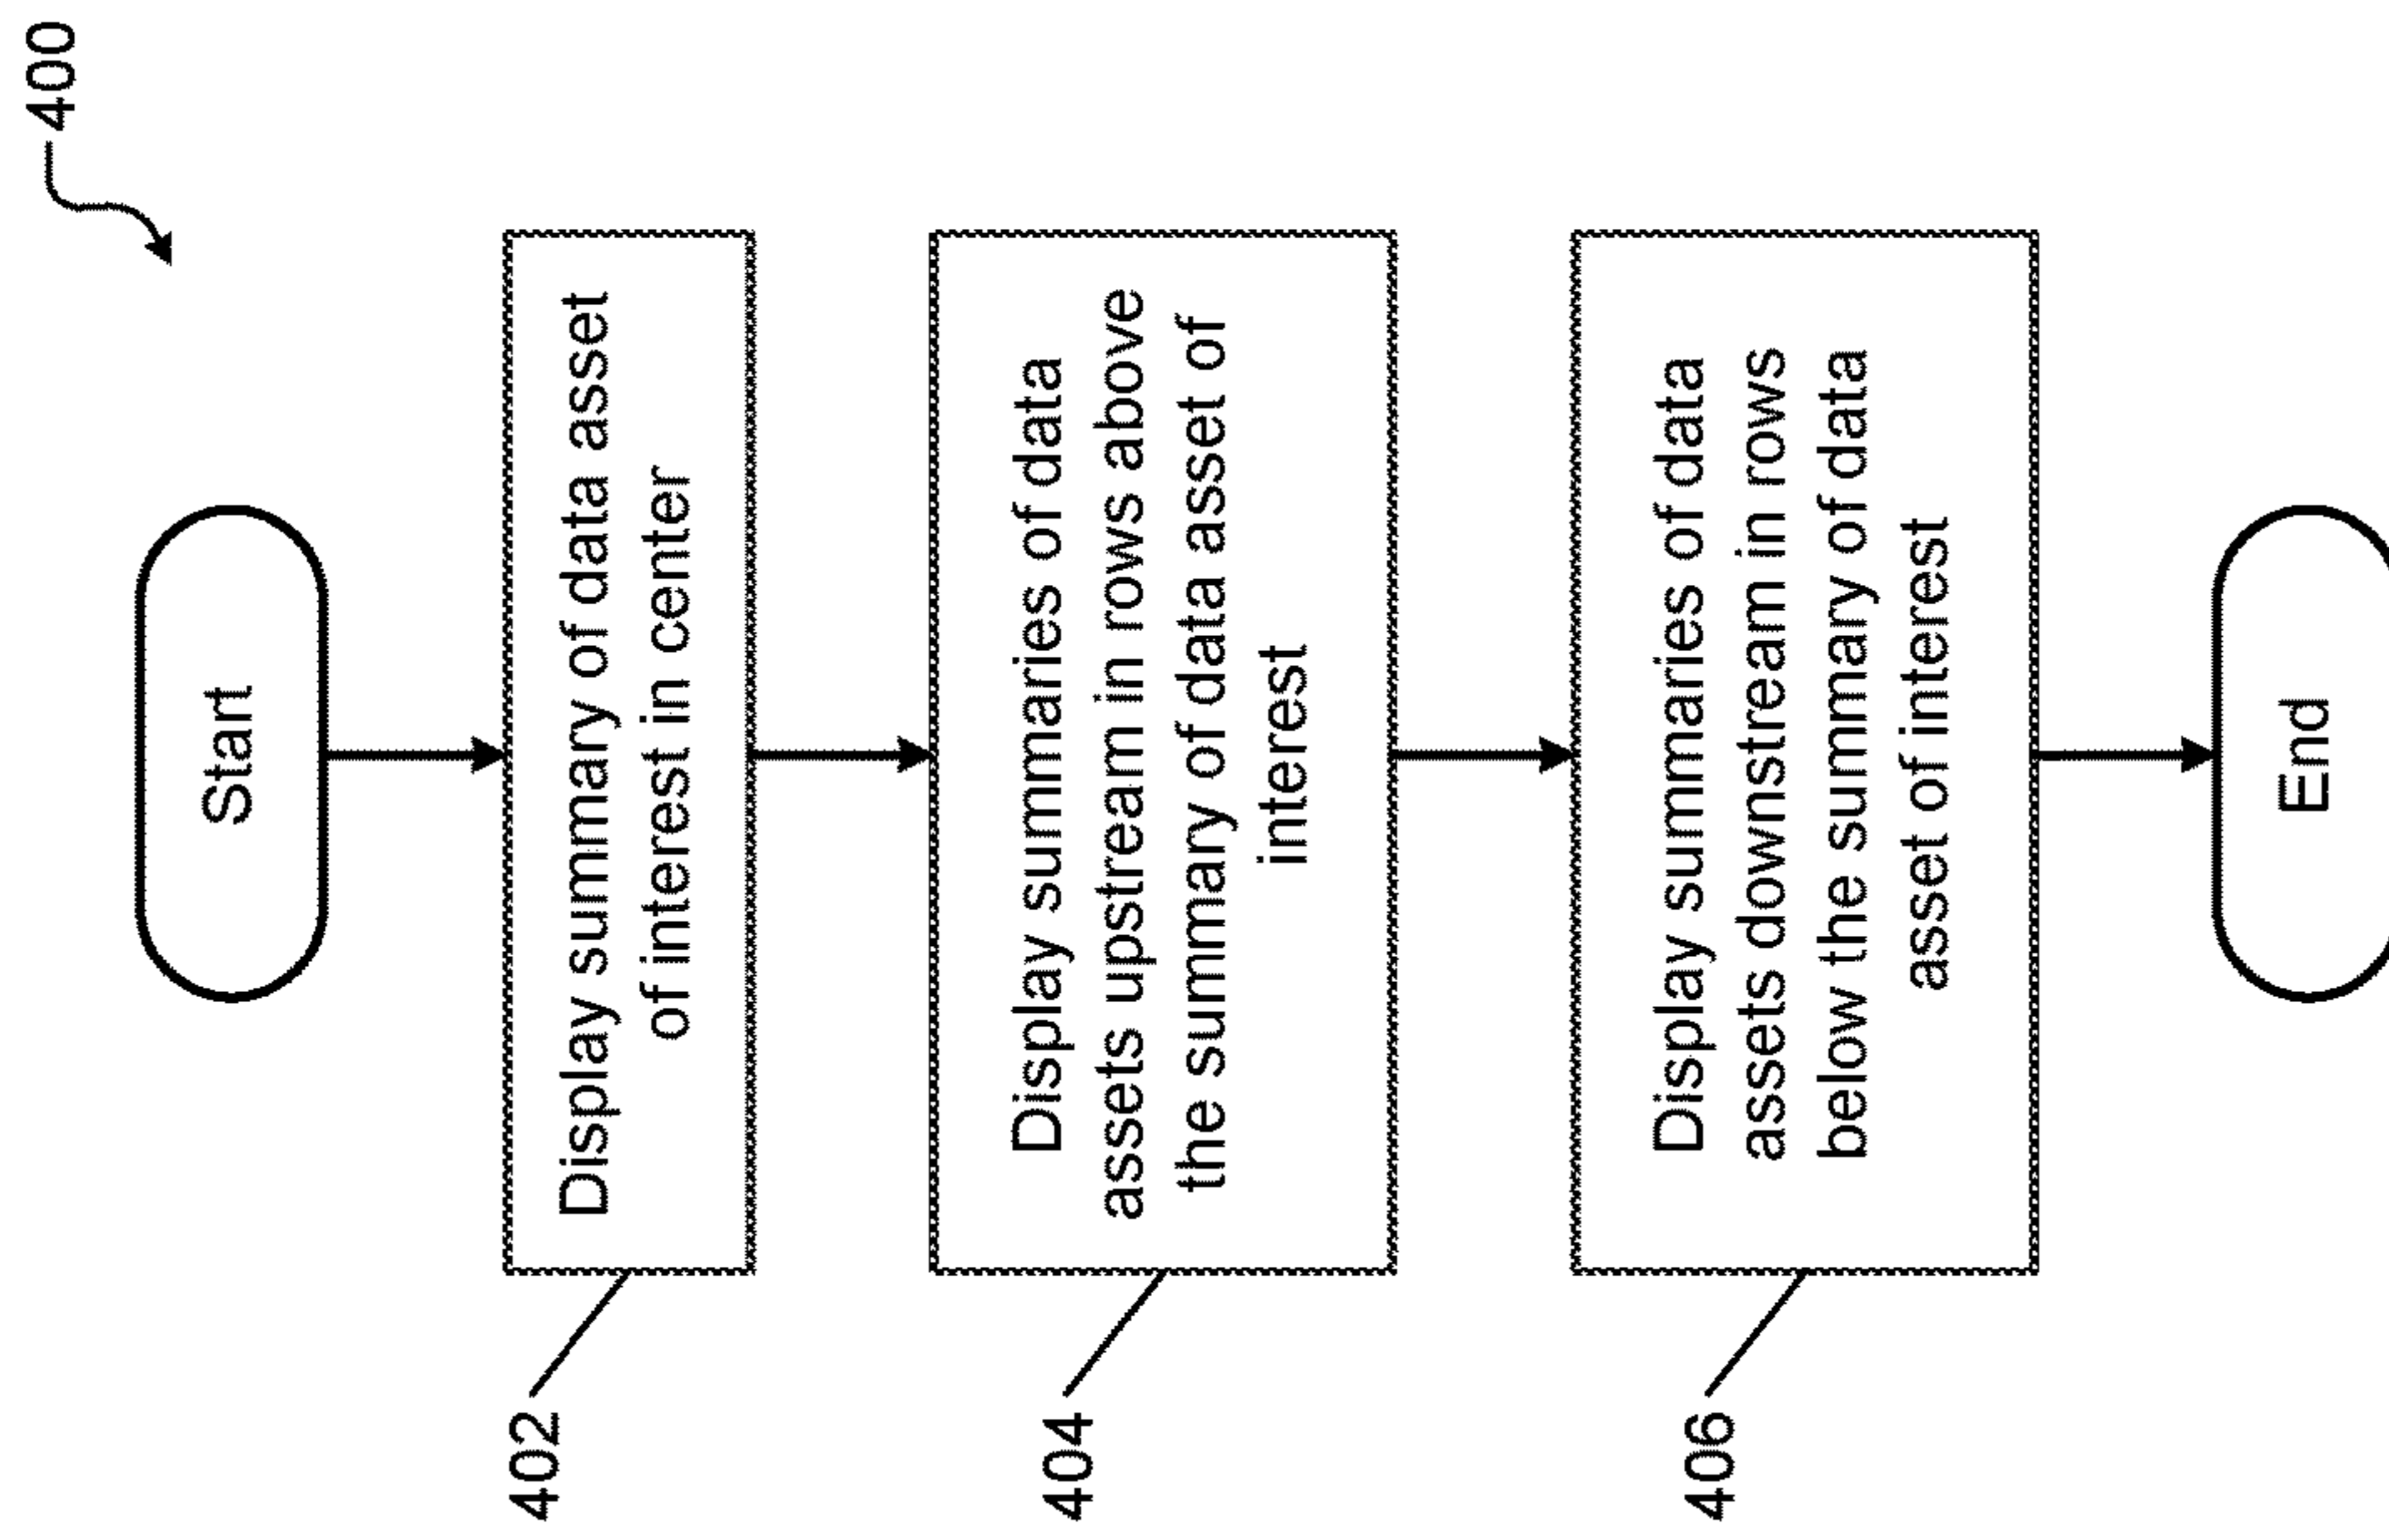 400
Start
402
Display summary of data asset
of interest in center
404
Display summaries of data
assets upstream in rows above
the summary of data asset of
interest
406
Display summaries of data
assets downstream in rows
below the summary of data
asset of interest
End